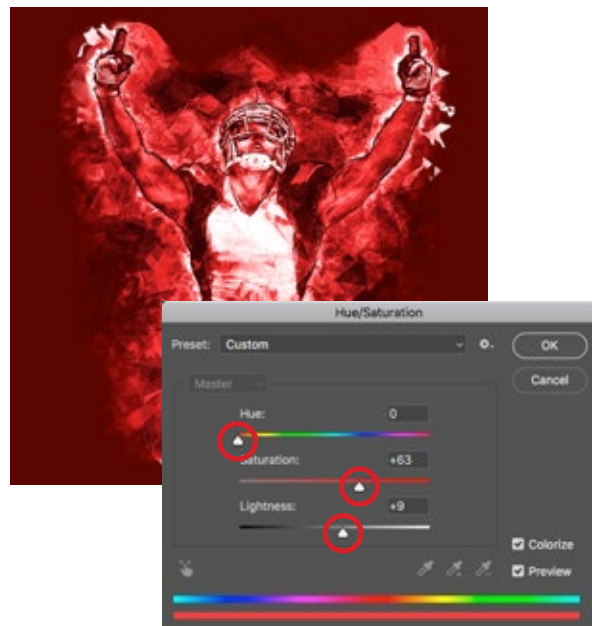 Hue/Saturation
Preset: Custom
OK
Master
Cancel
Hue: 0
Saturation: +63
Lightness: +9
Colorize
Preview